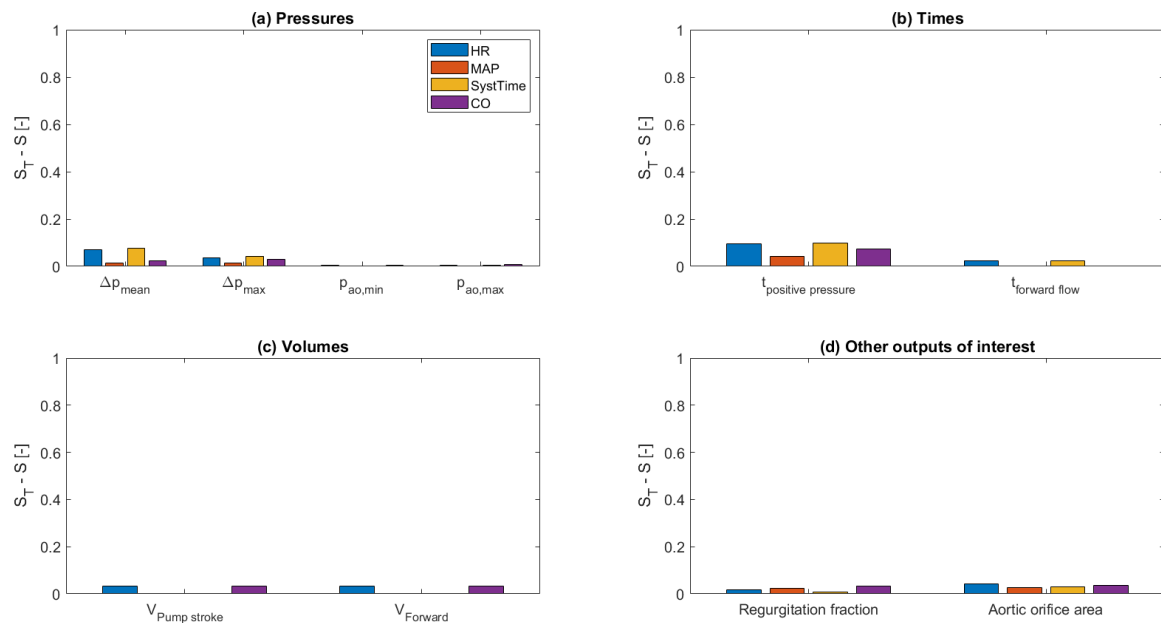 (a) Pressures
1
0.8
0.6
0.4
0.2
0
S_T - S [-]
HR
MAP
SystTime
CO
Δp_mean
Δp_max
p_ao,min
p_ao,max
(b) Times
1
0.8
0.6
0.4
0.2
0
S_T - S [-]
t_positive pressure
t_forward flow
(c) Volumes
1
0.8
0.6
0.4
0.2
0
S_T - S [-]
V_Pump stroke
V_Forward
(d) Other outputs of interest
1
0.8
0.6
0.4
0.2
0
S_T - S [-]
Regurgitation fraction
Aortic orifice area